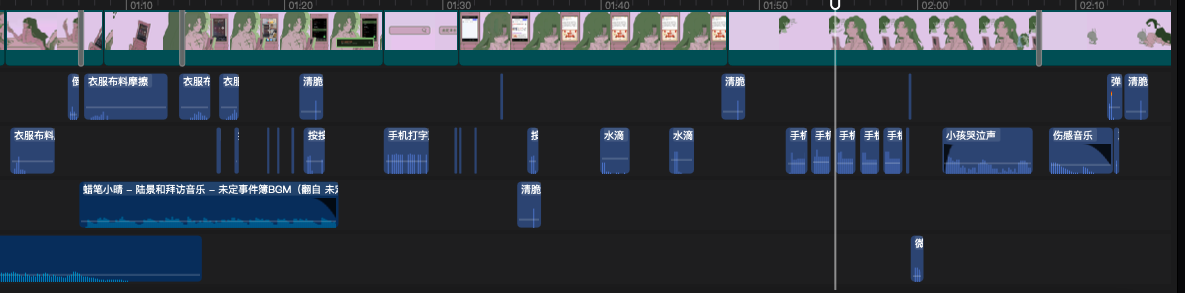 01:10
01:20
01:30
01:40
01:50
02:00
02:10
衣服布料摩擦
衣服布
衣服
清脆
清脆
弹
清脆
衣服布料
按捺
手机打字
水滴
水滴
手机
手机
手机
手机
手机
小孩哭泣声
伤感音乐
蜡笔小晴 – 陆景和拜访音乐 – 未定事件簿BGM（翻自 未定
清脆
微